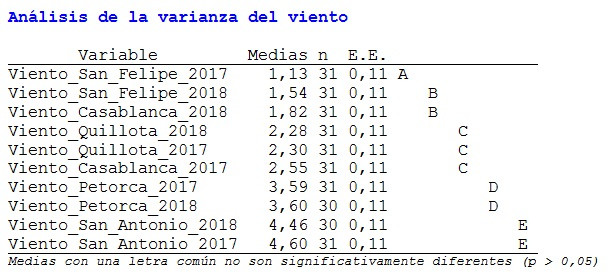 Análisis de la varianza del viento
Variable Medias n E.E.
Viento_San_Felipe_2017 1,13 31 0,11 A
Viento_San_Felipe_2018 1,54 31 0,11 B
Viento_Casablanca_2018 1,82 31 0,11 B
Viento_Quillota_2018 2,28 31 0,11 C
Viento_Quillota_2017 2,30 31 0,11 C
Viento_Casablanca_2017 2,55 31 0,11 C
Viento_Petorca_2017 3,59 31 0,11 D
Viento_Petorca_2018 3,60 30 0,11 D
Viento_San_Antonio_2018 4,46 30 0,11 E
Viento_San_Antonio_2017 4,60 31 0,11 E
Medias con una letra común no son significativamente diferentes (p > 0,05)